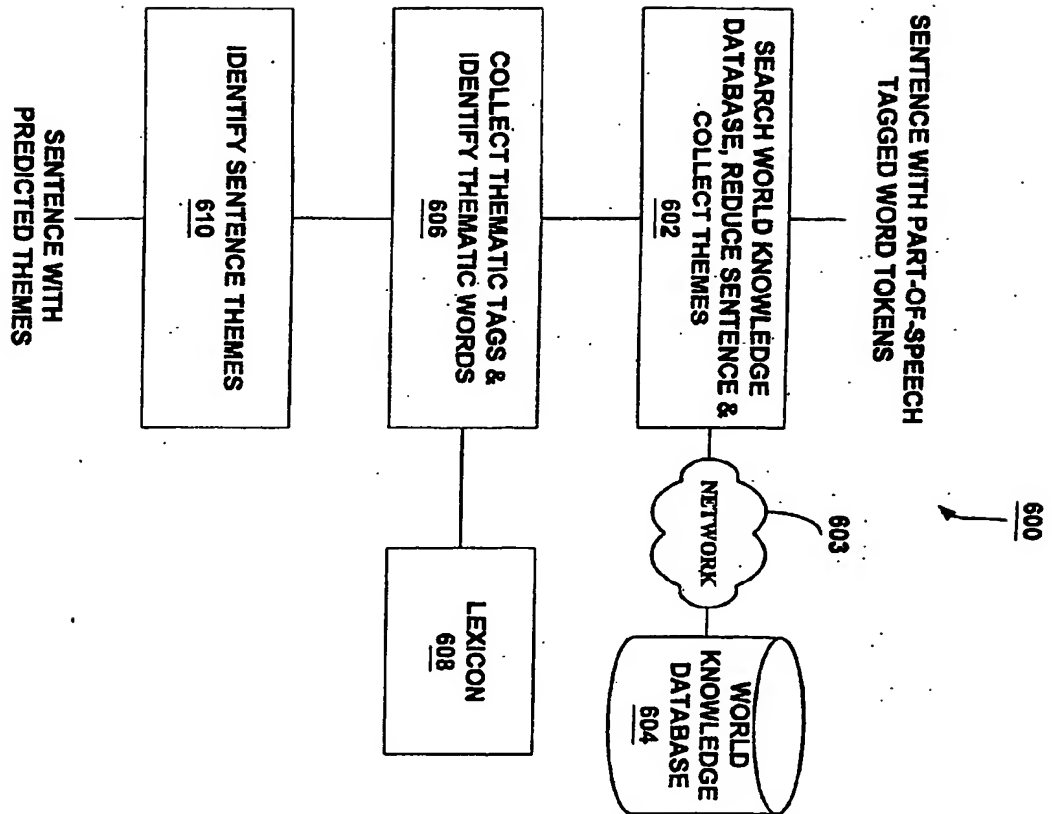 600
SENTENCE WITH PART-OF-SPEECH
TAGGED WORD TOKENS
SEARCH WORLD KNOWLEDGE
DATABASE, REDUCE SENTENCE &
COLLECT THEMES
602
NETWORK
603
WORLD
KNOWLEDGE
DATABASE
604
COLLECT THEMATIC TAGS &
IDENTIFY THEMATIC WORDS
606
LEXICON
608
IDENTIFY SENTENCE THEMES
610
SENTENCE WITH
PREDICTED THEMES